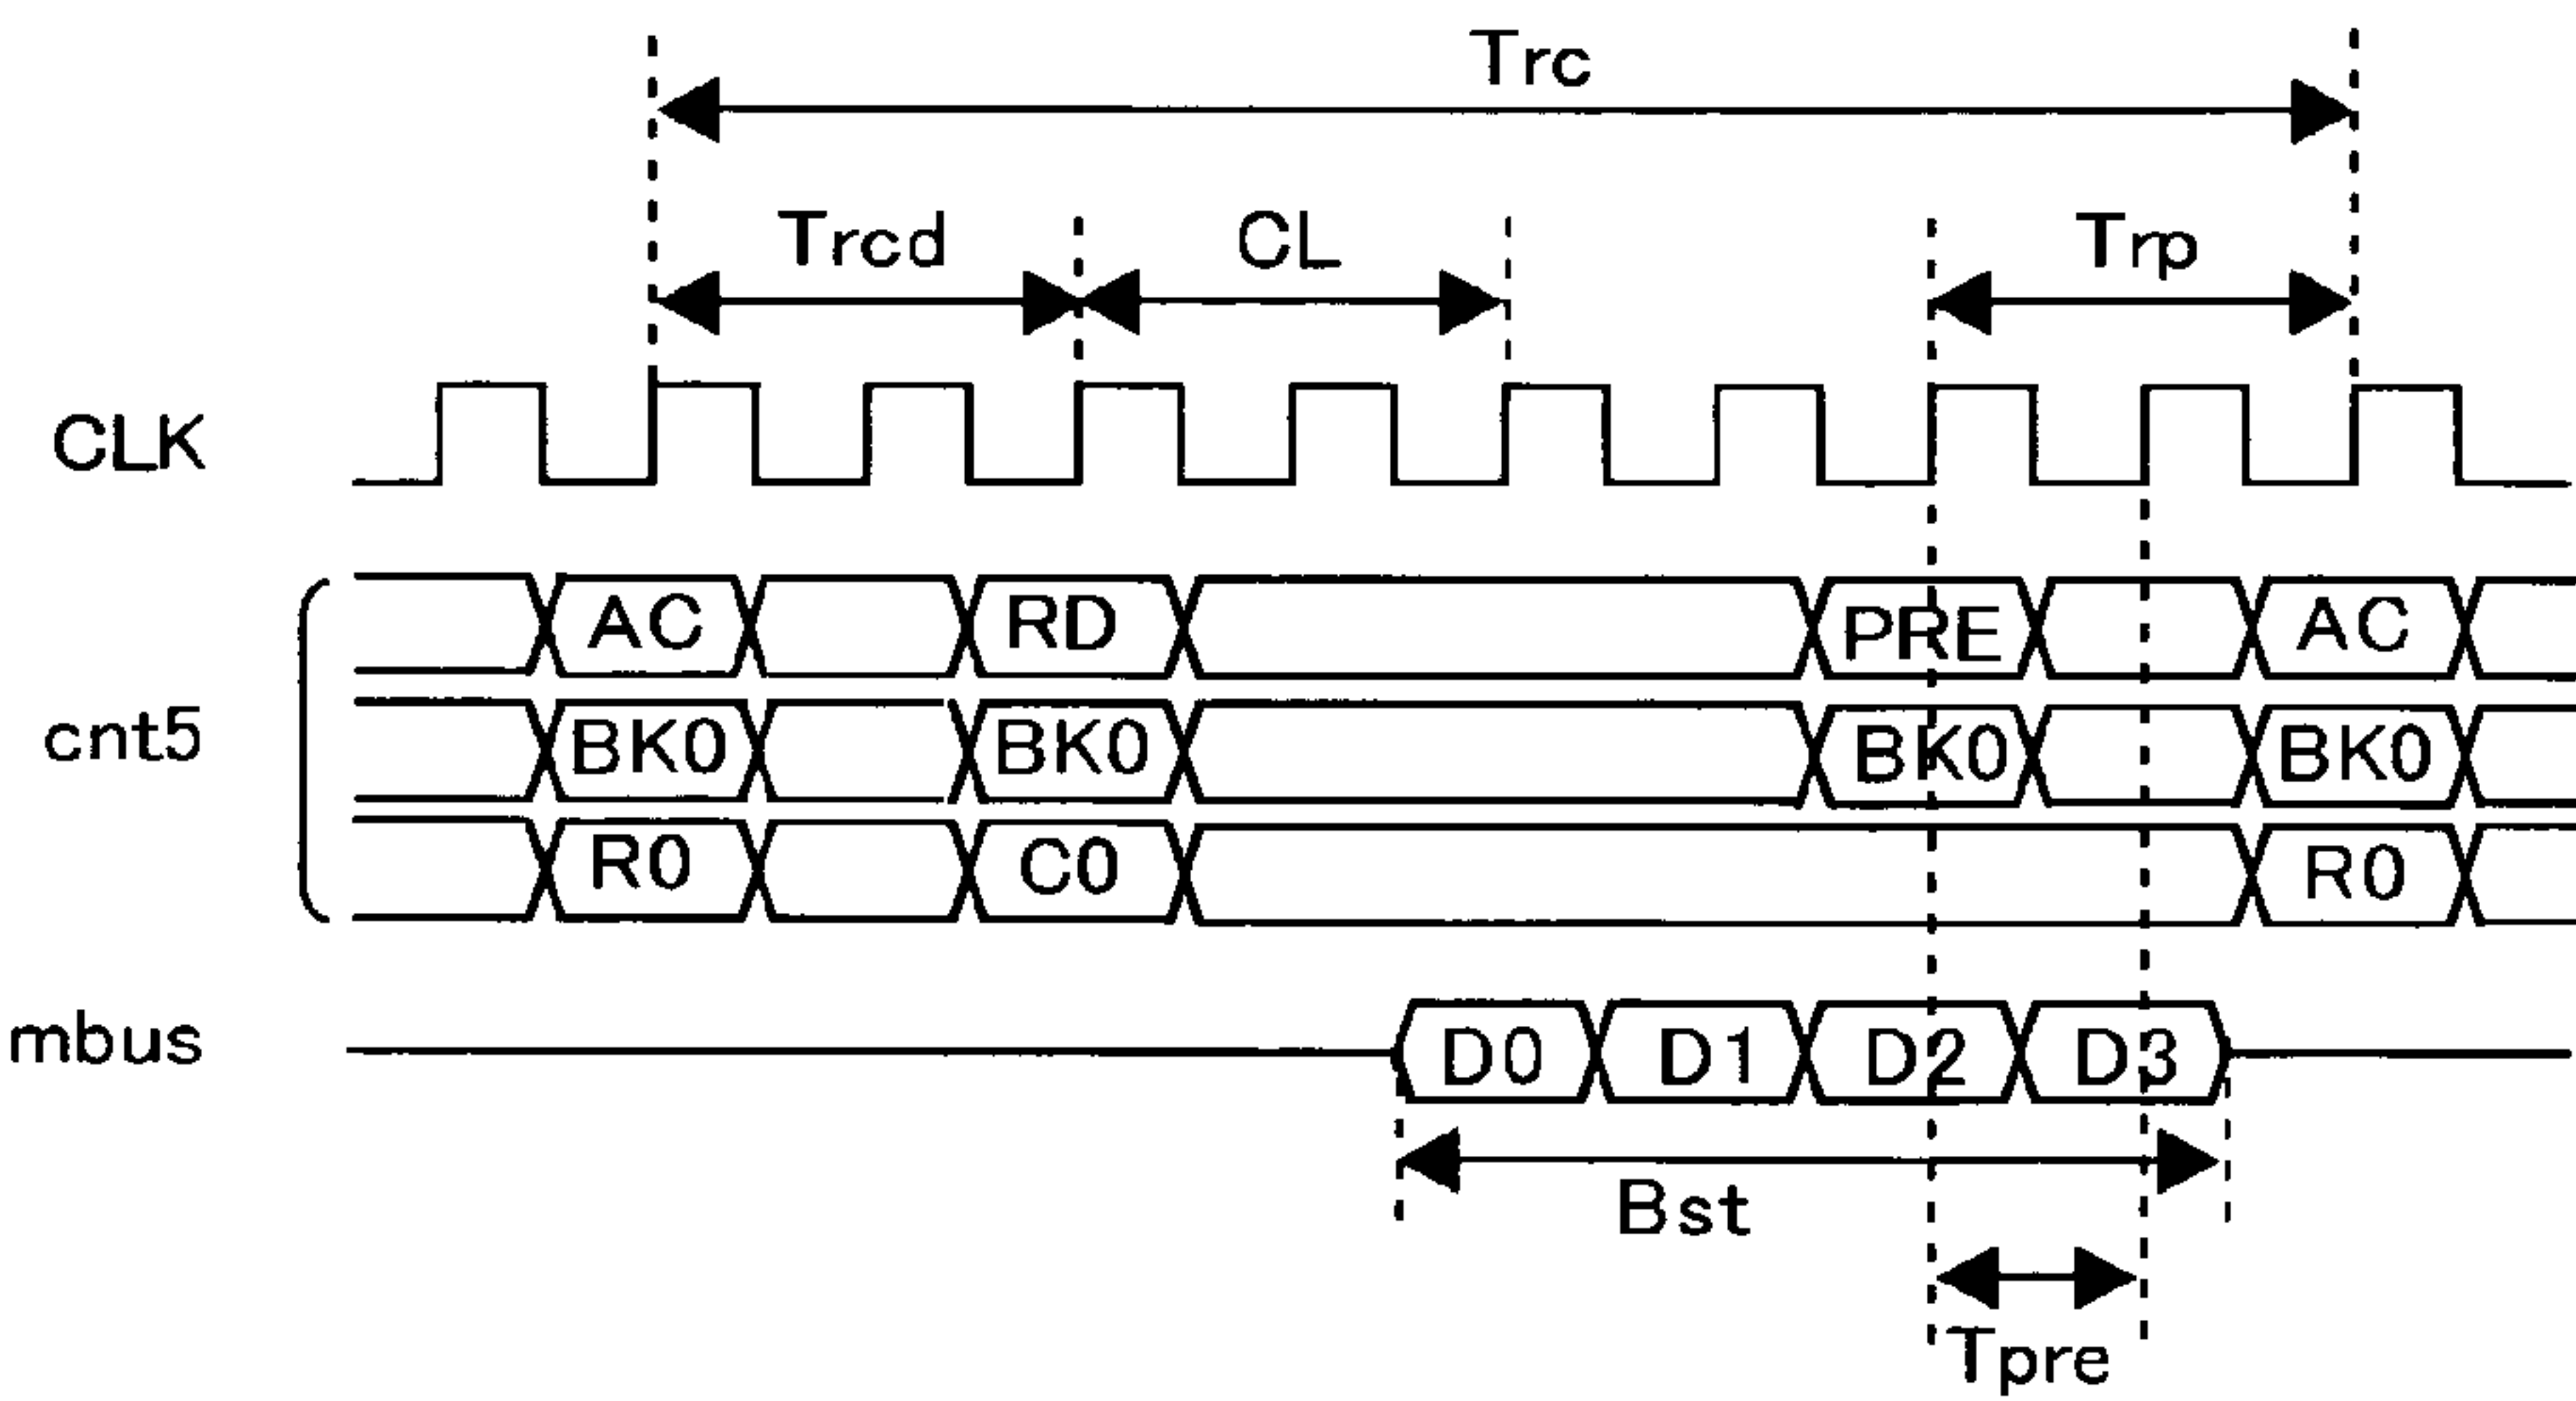 Trc
Trcd CL Trp
CLK
AC RD PRE AC
cnt5
BK0 BK0 BK0 BK0
R0 C0 R0
mbus
D0 D1 D2 D3
Bst
Tpre